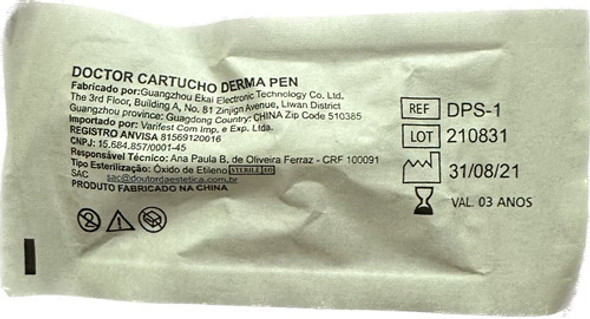 DOCTOR CARTUCHO DERMA PEN
Fabricado por:Guangzhou Ekai Electronic Technology Co. Ltd.
The 3rd Floor, Building A, No. 81 Zinjign Avenue, Liwan District
Guangzhou province; Guagdong Country: CHINA Zip Code 510385
Importado por: Varifest Com Imp. e Exp. Ltda.
REGISTRO ANVISA 81569120016
CNPJ: 15.684.857/0001-45
Responsável Técnico: Ana Paula B. de Oliveira Ferraz - CRF 100091
Tipo Esterilização: Óxido de Etileno STERILE EO
SAC sac@doutordaestetica.com.br
PRODUTO FABRICADO NA CHINA
REF DPS-1
LOT 210831
31/08/21
VAL. 03 ANOS